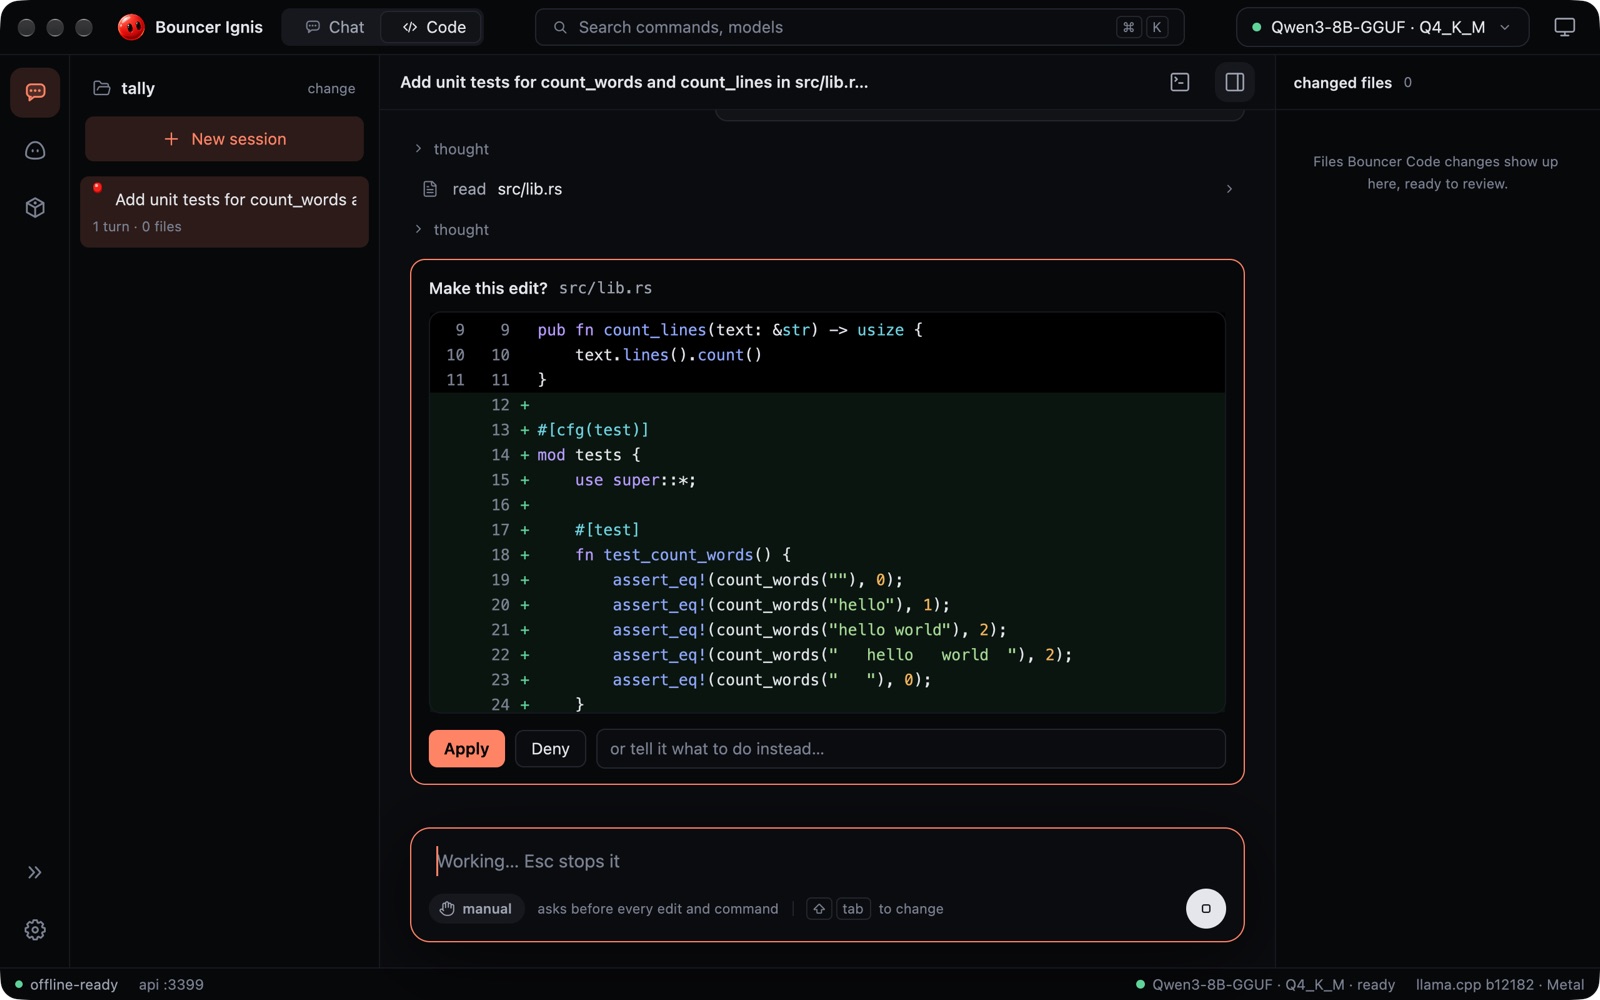 Bouncer Ignis
Chat
Code
Search commands, models
⌘ K
Qwen3-8B-GGUF · Q4_K_M
tally
change
New session
Add unit tests for count_words a
1 turn · 0 files
Add unit tests for count_words and count_lines in src/lib.r...
thought
read src/lib.rs
thought
Make this edit? src/lib.rs
9 9 pub fn count_lines(text: &str) -> usize {
10 10     text.lines().count()
11 11 }
12 +
13 + #[cfg(test)]
14 + mod tests {
15 +     use super::*;
16 +
17 +     #[test]
18 +     fn test_count_words() {
19 +         assert_eq!(count_words(""), 0);
20 +         assert_eq!(count_words("hello"), 1);
21 +         assert_eq!(count_words("hello world"), 2);
22 +         assert_eq!(count_words("   hello   world  "), 2);
23 +         assert_eq!(count_words("   "), 0);
24 +     }
Apply
Deny
or tell it what to do instead...
Working... Esc stops it
manual
asks before every edit and command
tab to change
changed files 0
Files Bouncer Code changes show up
here, ready to review.
offline-ready
api :3399
Qwen3-8B-GGUF · Q4_K_M · ready
llama.cpp b12182 · Metal